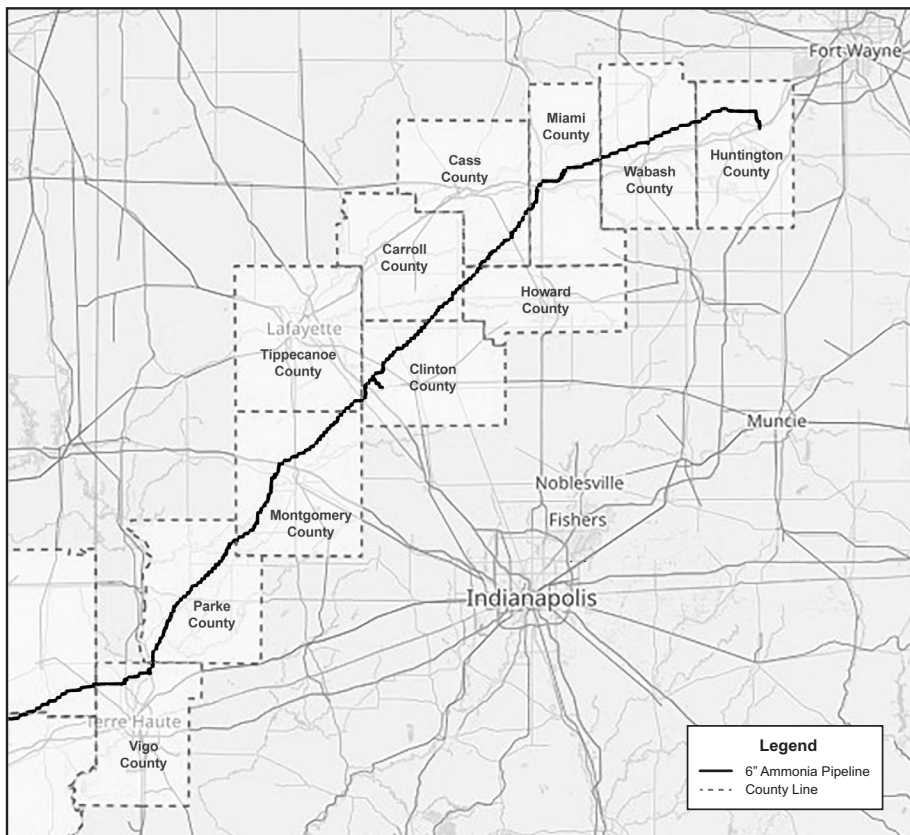 Fort Wayne
Miami
County
Cass
County
Wabash
County
Huntington
County
Carroll
County
Howard
County
Lafayette
Tippecanoe
County
Clinton
County
Muncie
Noblesville
Fishers
Montgomery
County
Indianapolis
Parke
County
Terre Haute
Vigo
County
Legend
6" Ammonia Pipeline
County Line